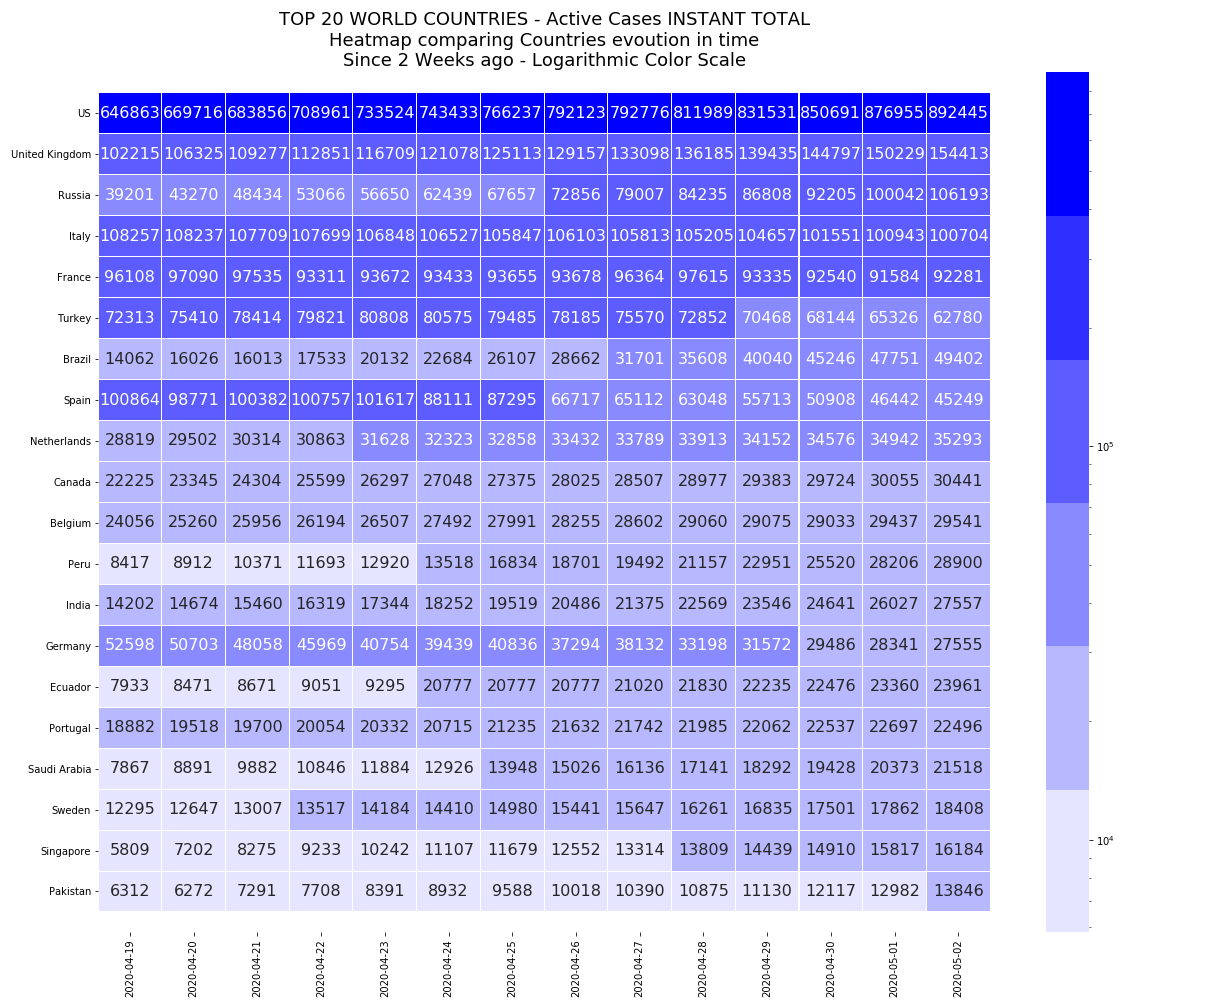 TOP 20 WORLD COUNTRIES - Active Cases INSTANT TOTAL
Heatmap comparing Countries evoution in time
Since 2 Weeks ago - Logarithmic Color Scale
US 646863 669716 683856 708961 733524 743433 766237 792123 792776 811989 831531 850691 876955 892445
United Kingdom 102215 106325 109277 112851 116709 121078 125113 129157 133098 136185 139435 144797 150229 154413
Russia 39201 43270 48434 53066 56650 62439 67657 72856 79007 84235 86808 92205 100042 106193
Italy 108257 108237 107709 107699 106848 106527 105847 106103 105813 105205 104657 101551 100943 100704
France 96108 97090 97535 93311 93672 93433 93655 93678 96364 97615 93335 92540 91584 92281
Turkey 72313 75410 78414 79821 80808 80575 79485 78185 75570 72852 70468 68144 65326 62780
Brazil 14062 16026 16013 17533 20132 22684 26107 28662 31701 35608 40040 45246 47751 49402
Spain 100864 98771 100382 100757 101617 88111 87295 66717 65112 63048 55713 50908 46442 45249
Netherlands 28819 29502 30314 30863 31628 32323 32858 33432 33789 33913 34152 34576 34942 35293
Canada 22225 23345 24304 25599 26297 27048 27375 28025 28507 28977 29383 29724 30055 30441
Belgium 24056 25260 25956 26194 26507 27492 27991 28255 28602 29060 29075 29033 29437 29541
Peru 8417 8912 10371 11693 12920 13518 16834 18701 19492 21157 22951 25520 28206 28900
India 14202 14674 15460 16319 17344 18252 19519 20486 21375 22569 23546 24641 26027 27557
Germany 52598 50703 48058 45969 40754 39439 40836 37294 38132 33198 31572 29486 28341 27555
Ecuador 7933 8471 8671 9051 9295 20777 20777 20777 21020 21830 22235 22476 23360 23961
Portugal 18882 19518 19700 20054 20332 20715 21235 21632 21742 21985 22062 22537 22697 22496
Saudi Arabia 7867 8891 9882 10846 11884 12926 13948 15026 16136 17141 18292 19428 20373 21518
Sweden 12295 12647 13007 13517 14184 14410 14980 15441 15647 16261 16835 17501 17862 18408
Singapore 5809 7202 8275 9233 10242 11107 11679 12552 13314 13809 14439 14910 15817 16184
Pakistan 6312 6272 7291 7708 8391 8932 9588 10018 10390 10875 11130 12117 12982 13846
2020-04-19 2020-04-20 2020-04-21 2020-04-22 2020-04-23 2020-04-24 2020-04-25 2020-04-26 2020-04-27 2020-04-28 2020-04-29 2020-04-30 2020-05-01 2020-05-02
10⁵
10⁴